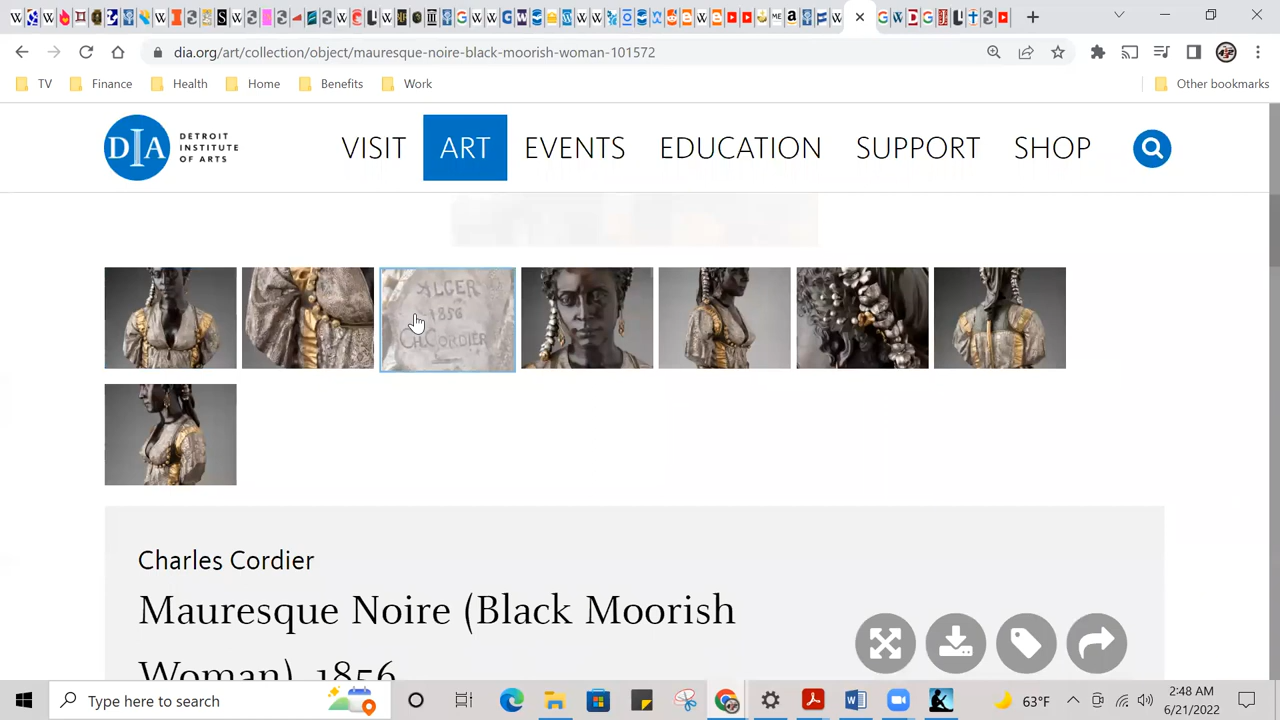 dia.org/art/collection/object/mauresque-noire-black-moorish-woman-101572
TV Finance Health Home Benefits Work Other bookmarks
DIA DETROIT INSTITUTE OF ARTS
VISIT ART EVENTS EDUCATION SUPPORT SHOP
ALGER
1856
CH.CORDIER
Charles Cordier
Mauresque Noire (Black Moorish
Woman), 1856
Type here to search
63°F
2:48 AM
6/21/2022